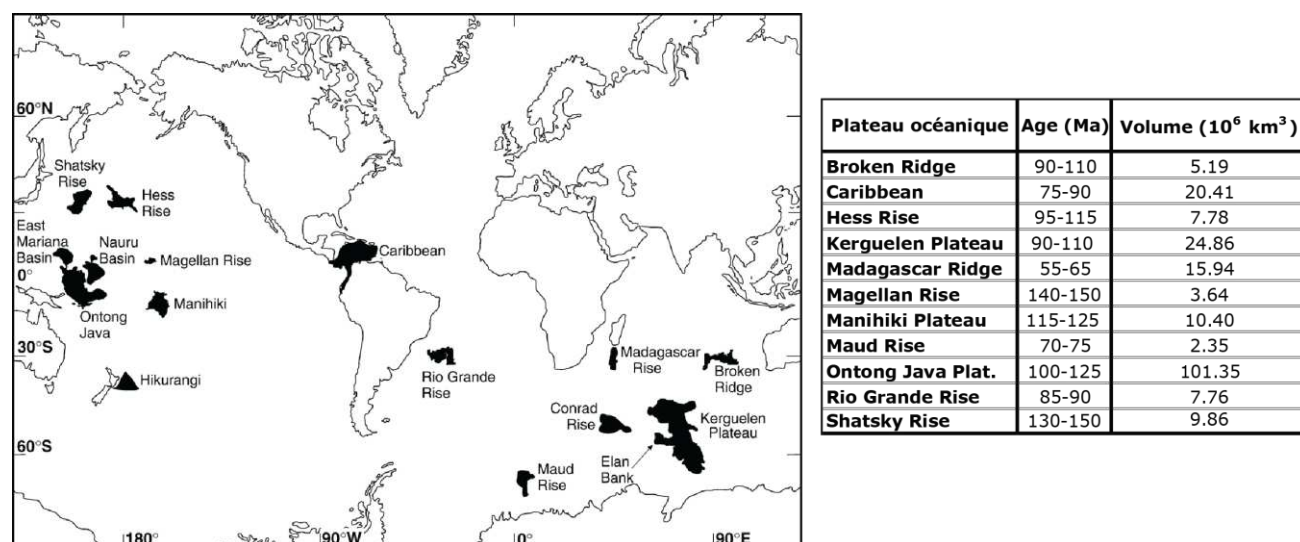 60°N
Shatsky
Rise
Hess
Rise
East
Mariana
Basin
Nauru
Basin
Magellan Rise
Caribbean
0°
Manihiki
Ontong
Java
30°S
Madagascar
Rise
Broken
Ridge
Rio Grande
Rise
Hikurangi
Conrad
Rise
Kerguelen
Plateau
60°S
Elan
Bank
Maud
Rise
180°
90°W
0°
90°E
Plateau océanique Age (Ma) Volume (10⁶ km³)
Broken Ridge 90-110 5.19
Caribbean 75-90 20.41
Hess Rise 95-115 7.78
Kerguelen Plateau 90-110 24.86
Madagascar Ridge 55-65 15.94
Magellan Rise 140-150 3.64
Manihiki Plateau 115-125 10.40
Maud Rise 70-75 2.35
Ontong Java Plat. 100-125 101.35
Rio Grande Rise 85-90 7.76
Shatsky Rise 130-150 9.86